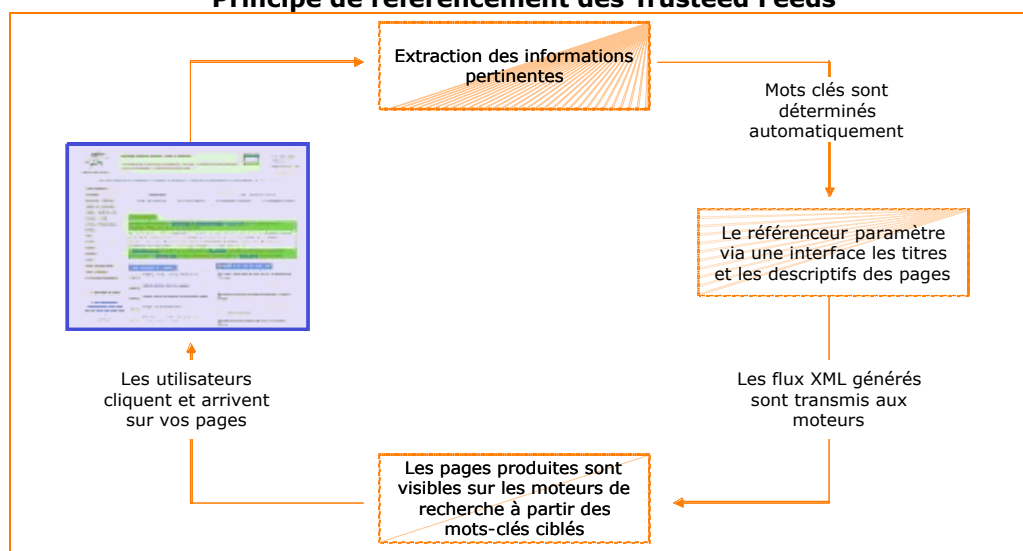 Principe de référencement des Trusteed Feeds
Extraction des informations
pertinentes
Mots clés sont
déterminés
automatiquement
Le référenceur paramètre
via une interface les titres
et les descriptifs des pages
Les flux XML générés
sont transmis aux
moteurs
Les pages produites sont
visibles sur les moteurs de
recherche à partir des
mots-clés ciblés
Les utilisateurs
cliquent et arrivent
sur vos pages